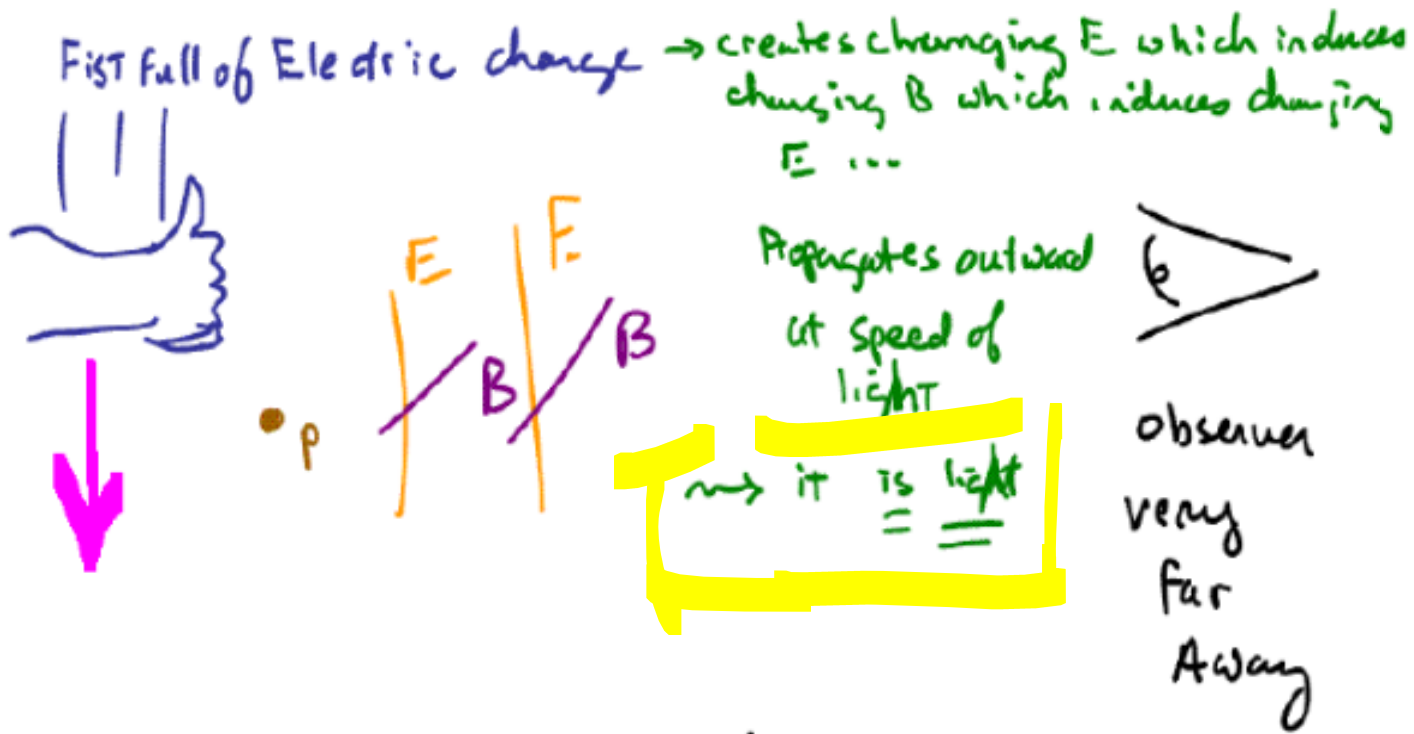 Fist full of Electric charge → creates changing E which induces
changing B which induces changing
E ...
E E
B B
p
Propagates outward
at speed of
light
~> it is light
observer
very
far
Away